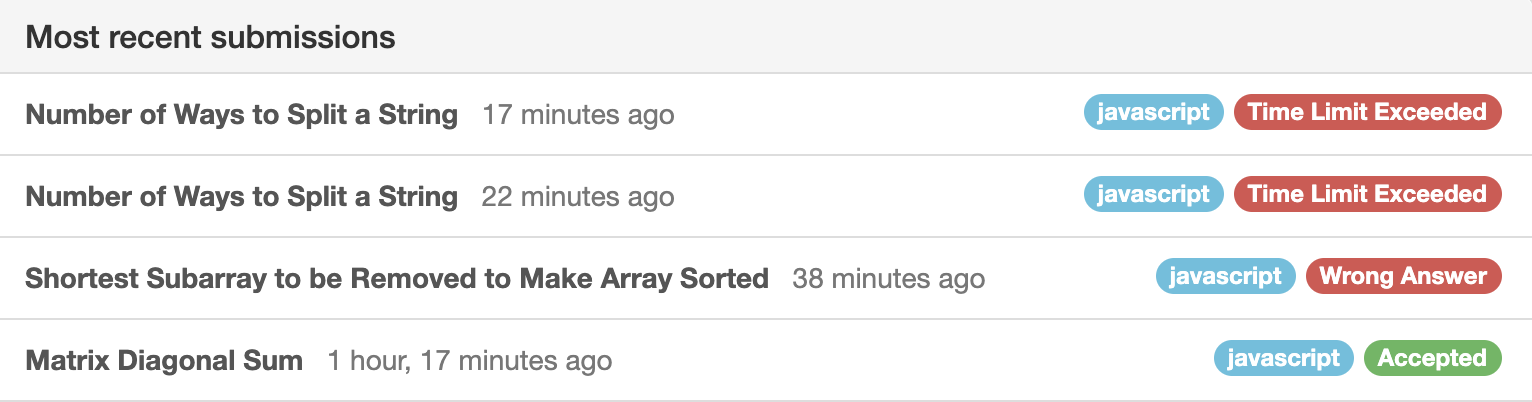 Most recent submissions
Number of Ways to Split a String 17 minutes ago javascript Time Limit Exceeded
Number of Ways to Split a String 22 minutes ago javascript Time Limit Exceeded
Shortest Subarray to be Removed to Make Array Sorted 38 minutes ago javascript Wrong Answer
Matrix Diagonal Sum 1 hour, 17 minutes ago javascript Accepted